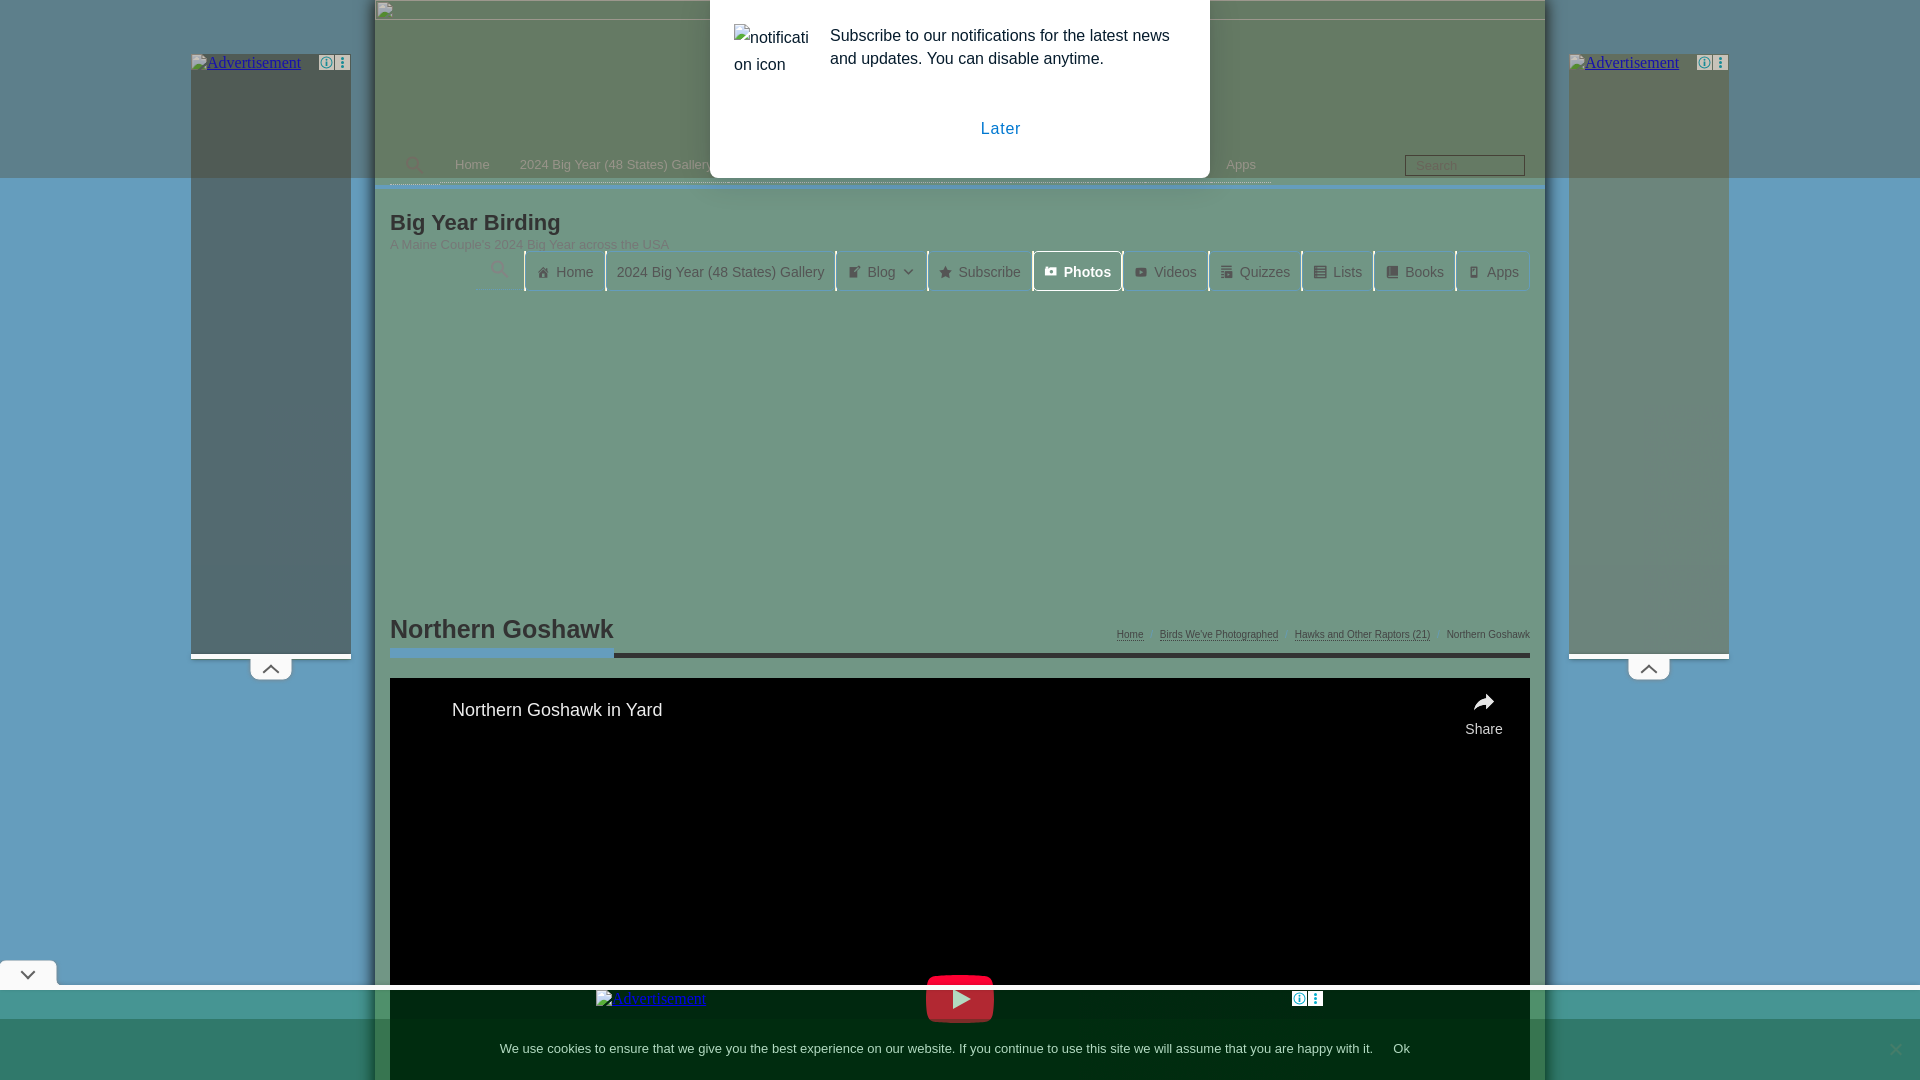 notificati
on icon
Subscribe to our notifications for the latest news
and updates. You can disable anytime.
Later
Advertisement
Advertisement
Home
2024 Big Year (48 States) Gallery
Apps
Search
Big Year Birding
A Maine Couple's 2024 Big Year across the USA
Home
2024 Big Year (48 States) Gallery
Blog
Subscribe
Photos
Videos
Quizzes
Lists
Books
Apps
Northern Goshawk
Home
Birds We've Photographed
Hawks and Other Raptors (21)
Northern Goshawk
Northern Goshawk in Yard
Share
Advertisement
We use cookies to ensure that we give you the best experience on our website. If you continue to use this site we will assume that you are happy with it.
Ok